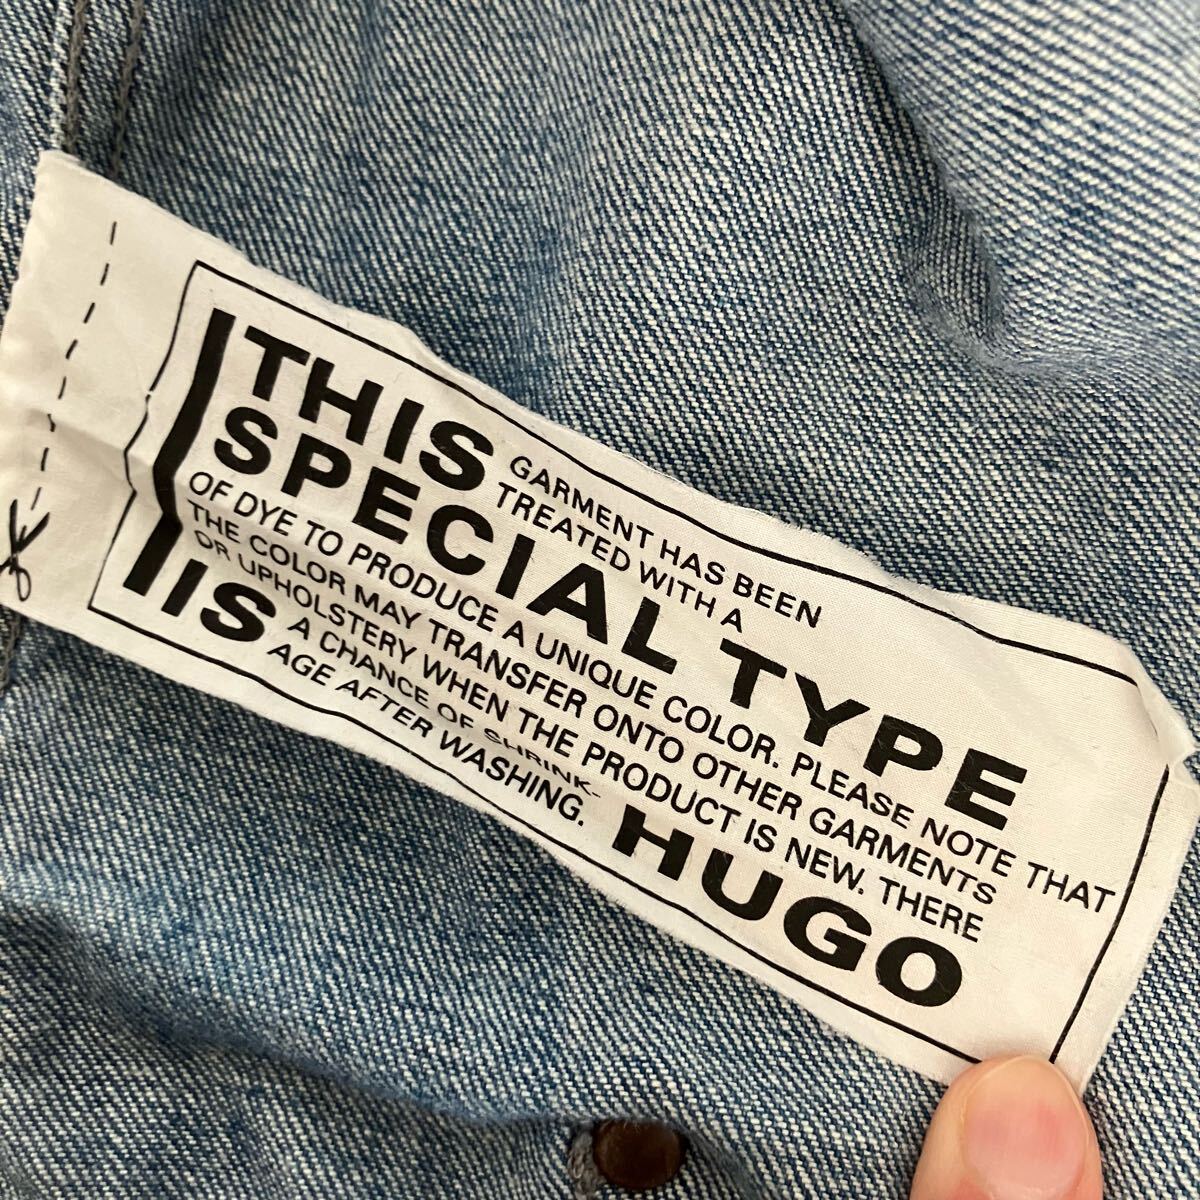 THIS GARMENT HAS BEEN
TREATED WITH A
SPECIAL TYPE
OF DYE TO PRODUCE A UNIQUE COLOR. PLEASE NOTE THAT
THE COLOR MAY TRANSFER ONTO OTHER GARMENTS
OR UPHOLSTERY WHEN THE PRODUCT IS NEW. THERE
IS A CHANCE OF SHRINK-
AGE AFTER WASHING.
HUGO